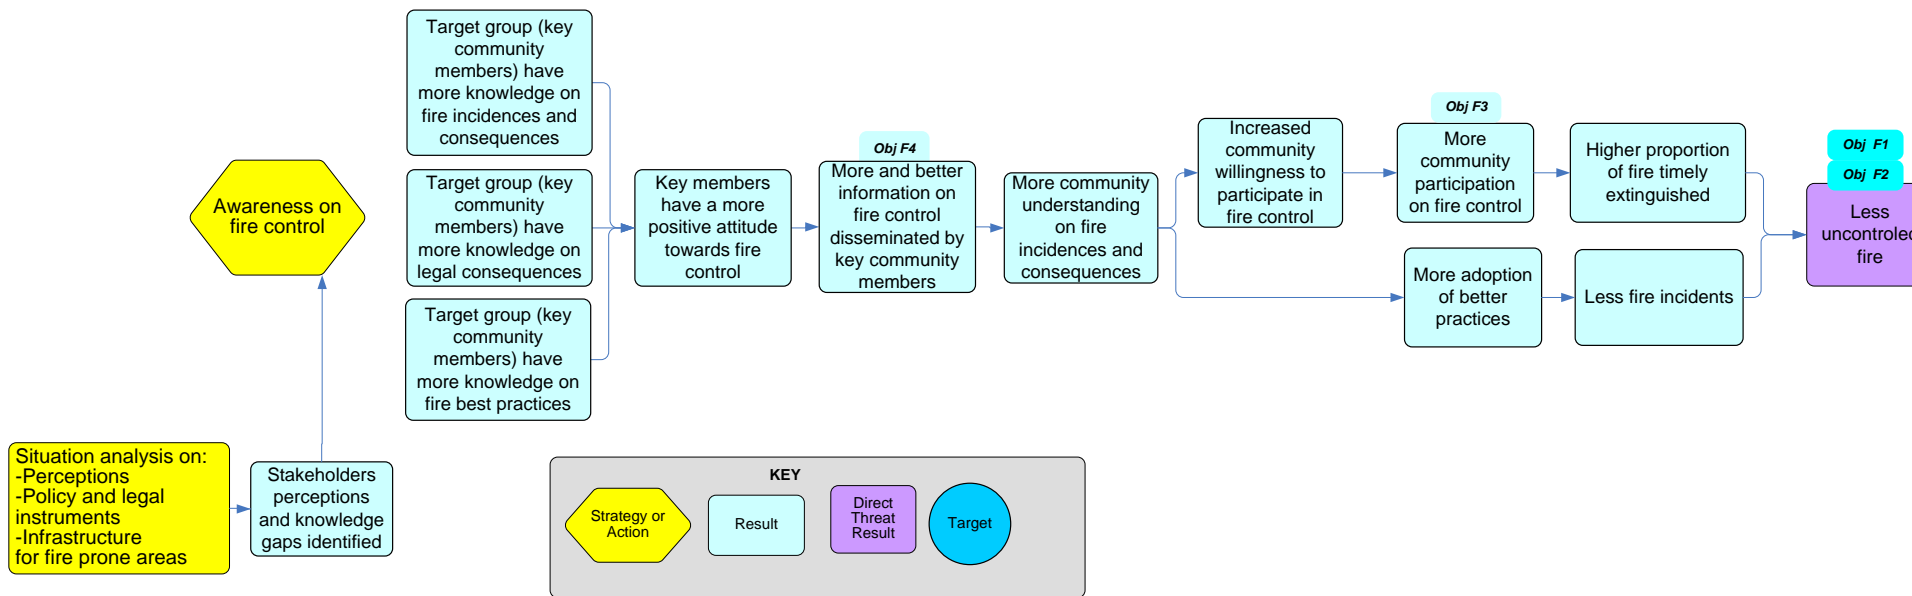 Target group (key
community
members) have
more knowledge on
fire incidences and
consequences
Target group (key
community
members) have
more knowledge on
legal consequences
Target group (key
community
members) have
more knowledge on
fire best practices
Awareness on
fire control
Situation analysis on:
-Perceptions
-Policy and legal
instruments
-Infrastructure
for fire prone areas
Stakeholders
perceptions
and knowledge
gaps identified
Key members
have a more
positive attitude
towards fire
control
Obj F4
More and better
information on
fire control
disseminated by
key community
members
More community
understanding
on fire
incidences and
consequences
Increased
community
willingness to
participate in
fire control
Obj F3
More
community
participation
on fire control
Higher proportion
of fire timely
extinguished
More adoption
of better
practices
Less fire incidents
Obj F1
Obj F2
Less
uncontroled
fire
KEY
Strategy or
Action
Result
Direct
Threat
Result
Target